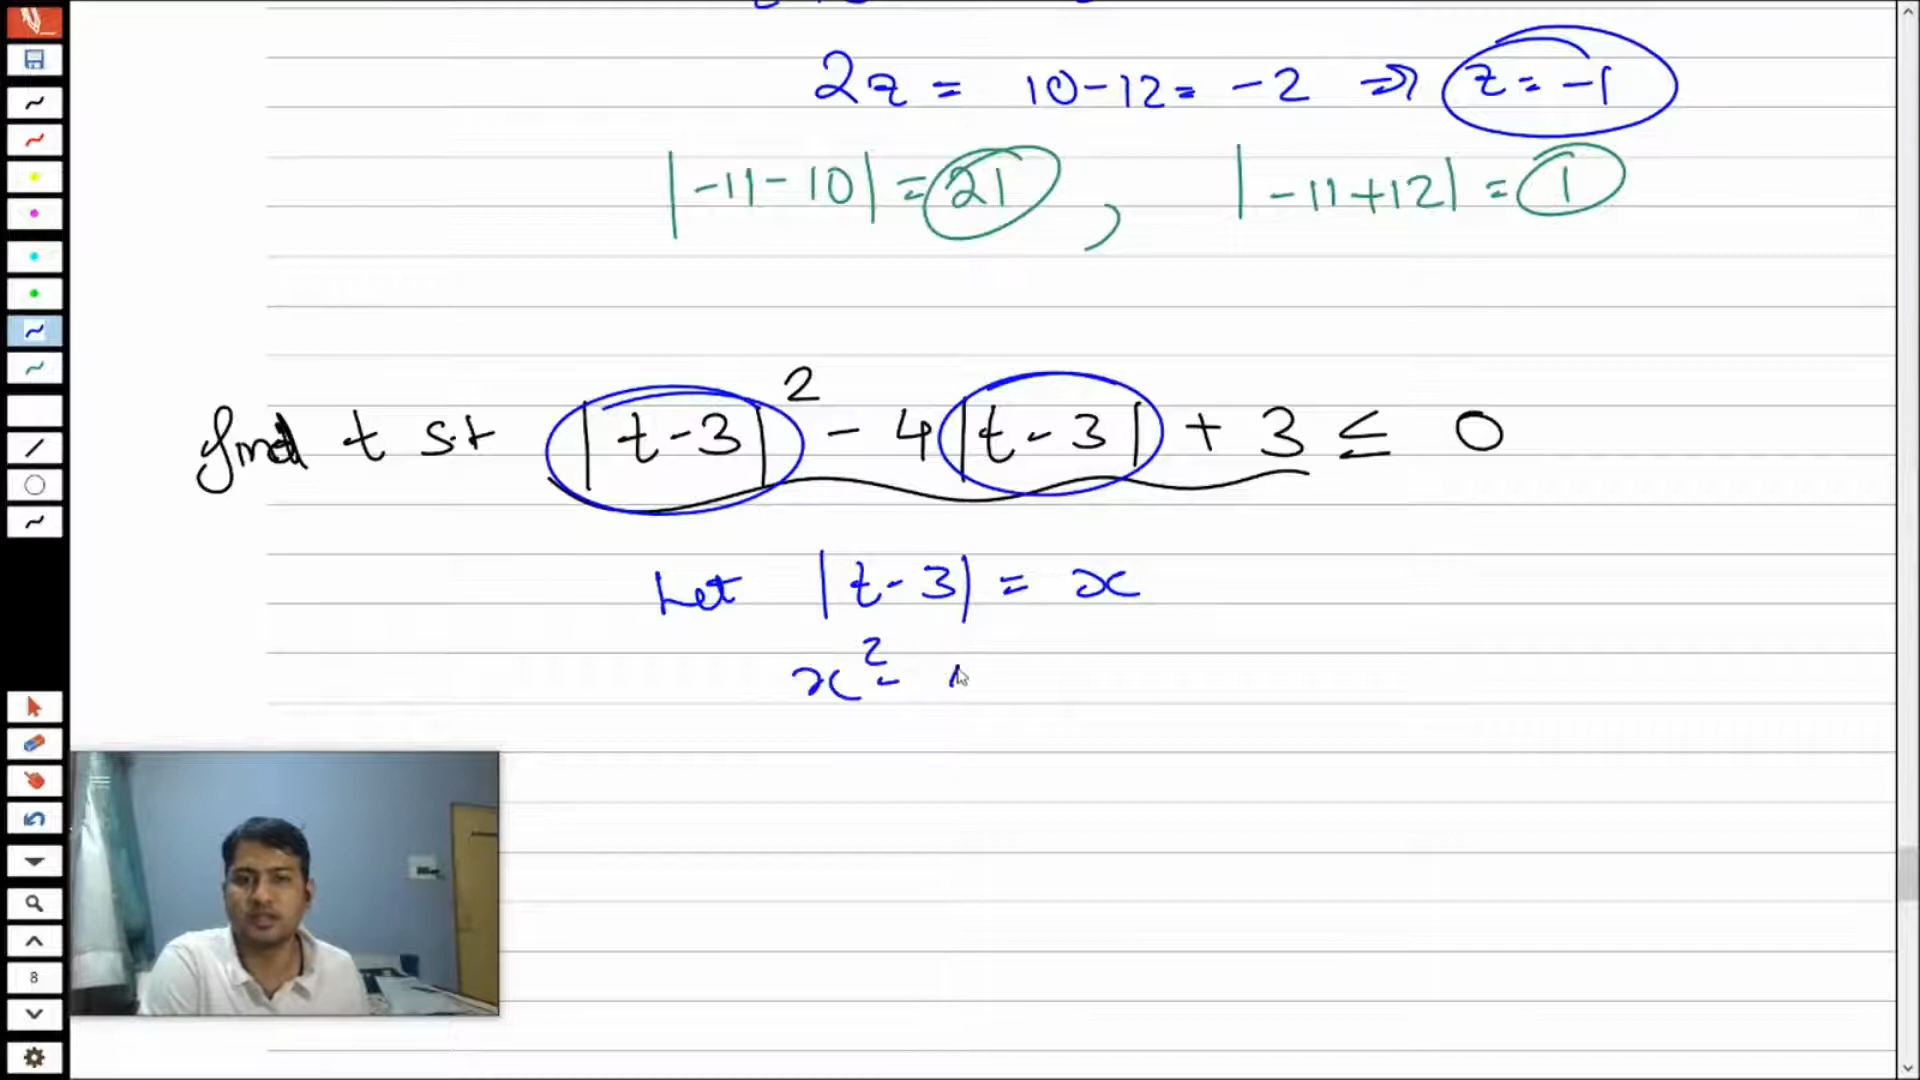 2z = 10-12 = -2 ⇒ z = -1
|-11-10| = 21 , |-11+12| = 1
find t s.t |t-3|² - 4|t-3| + 3 ≤ 0
Let |t-3| = x
x² -
8